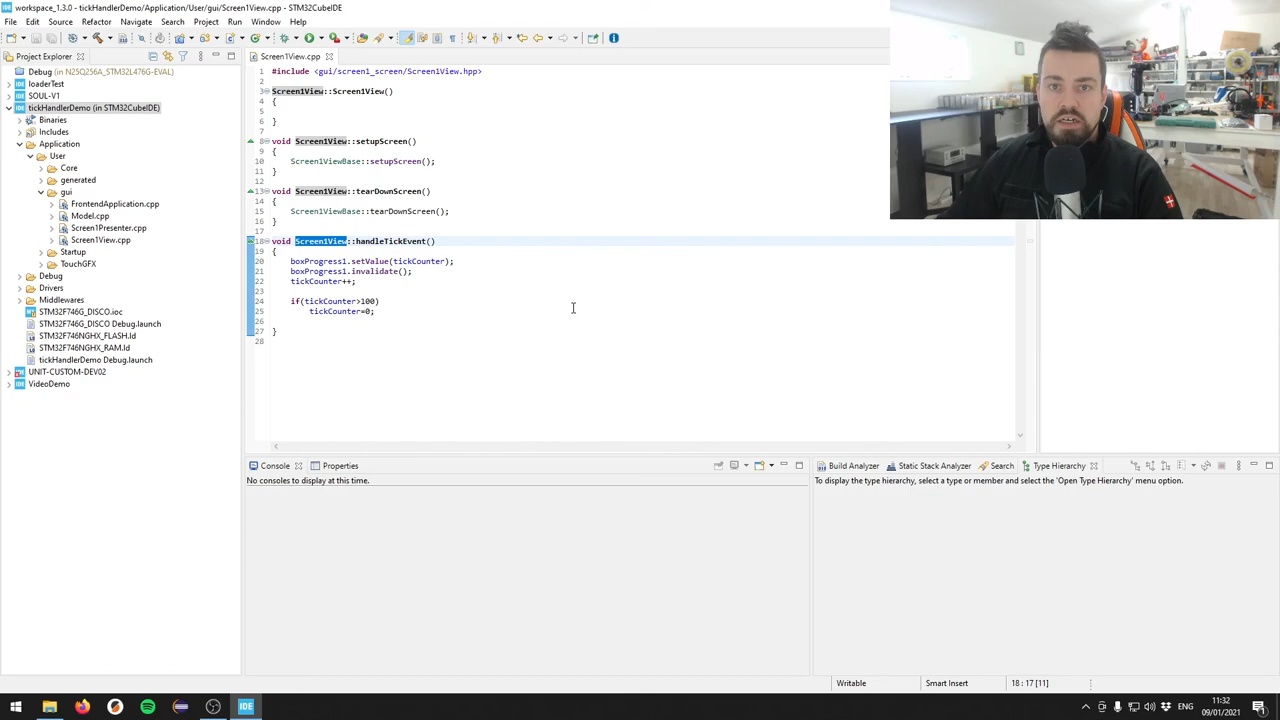 workspace_1.3.0 - tickHandlerDemo/Application/User/gui/Screen1View.cpp - STM32CubeIDE
File Edit Source Refactor Navigate Search Project Run Window Help
Project Explorer
Debug (in N25Q256A_STM32L476G-EVAL)
loaderTest
SOUL-V1
tickHandlerDemo (in STM32CubeIDE)
Binaries
Includes
Application
User
Core
generated
gui
FrontendApplication.cpp
Model.cpp
Screen1Presenter.cpp
Screen1View.cpp
Startup
TouchGFX
Debug
Drivers
Middlewares
STM32F746G_DISCO.ioc
STM32F746G_DISCO Debug.launch
STM32F746NGHX_FLASH.ld
STM32F746NGHX_RAM.ld
tickHandlerDemo Debug.launch
UNIT-CUSTOM-DEV02
VideoDemo
Screen1View.cpp
1 #include <gui/screen1_screen/Screen1View.hpp>
2
3 Screen1View::Screen1View()
4 {
5
6 }
7
8 void Screen1View::setupScreen()
9 {
10 Screen1ViewBase::setupScreen();
11 }
12
13 void Screen1View::tearDownScreen()
14 {
15 Screen1ViewBase::tearDownScreen();
16 }
17
18 void Screen1View::handleTickEvent()
19 {
20 boxProgress1.setValue(tickCounter);
21 boxProgress1.invalidate();
22 tickCounter++;
23
24 if(tickCounter>100)
25 tickCounter=0;
26
27 }
28
Console Properties
No consoles to display at this time.
Build Analyzer Static Stack Analyzer Search Type Hierarchy
To display the type hierarchy, select a type or member and select the 'Open Type Hierarchy' menu option.
Writable Smart Insert 18 : 17 [11]
IDE
ENG
11:32
09/01/2021